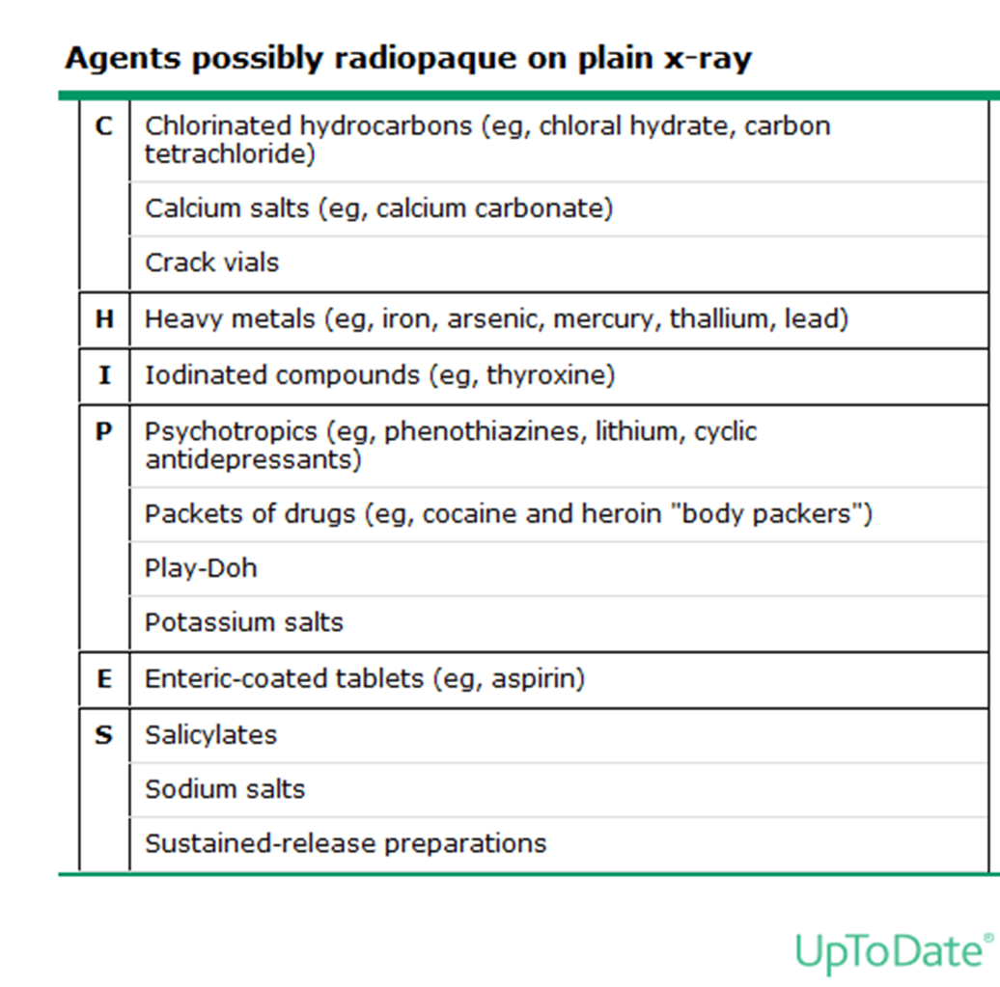 Agents possibly radiopaque on plain x-ray
C Chlorinated hydrocarbons (eg, chloral hydrate, carbon
tetrachloride)
Calcium salts (eg, calcium carbonate)
Crack vials
H Heavy metals (eg, iron, arsenic, mercury, thallium, lead)
I Iodinated compounds (eg, thyroxine)
P Psychotropics (eg, phenothiazines, lithium, cyclic
antidepressants)
Packets of drugs (eg, cocaine and heroin "body packers")
Play-Doh
Potassium salts
E Enteric-coated tablets (eg, aspirin)
S Salicylates
Sodium salts
Sustained-release preparations
UpToDate®